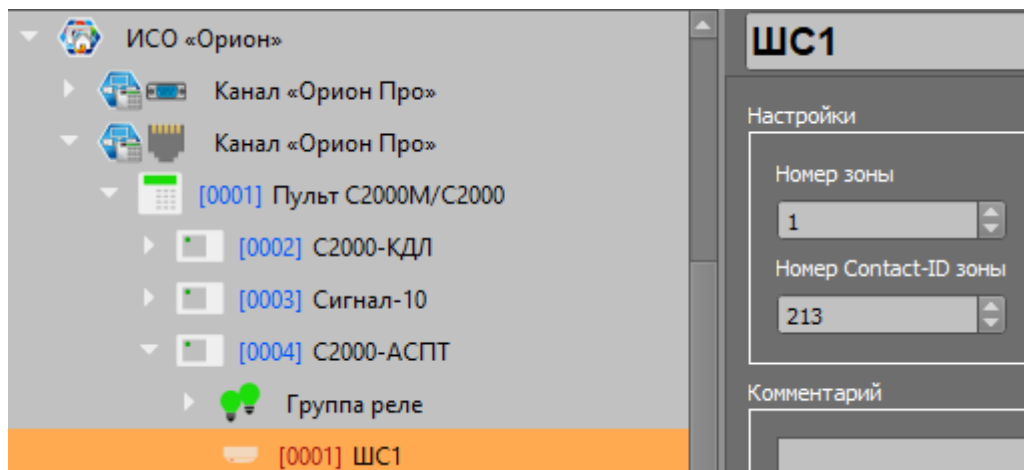 ИСО «Орион»
Канал «Орион Про»
Канал «Орион Про»
[0001] Пульт С2000М/С2000
[0002] С2000-КДЛ
[0003] Сигнал-10
[0004] С2000-АСПТ
Группа реле
[0001] ШС1
ШС1
Настройки
Номер зоны
1
Номер Contact-ID зоны
213
Комментарий